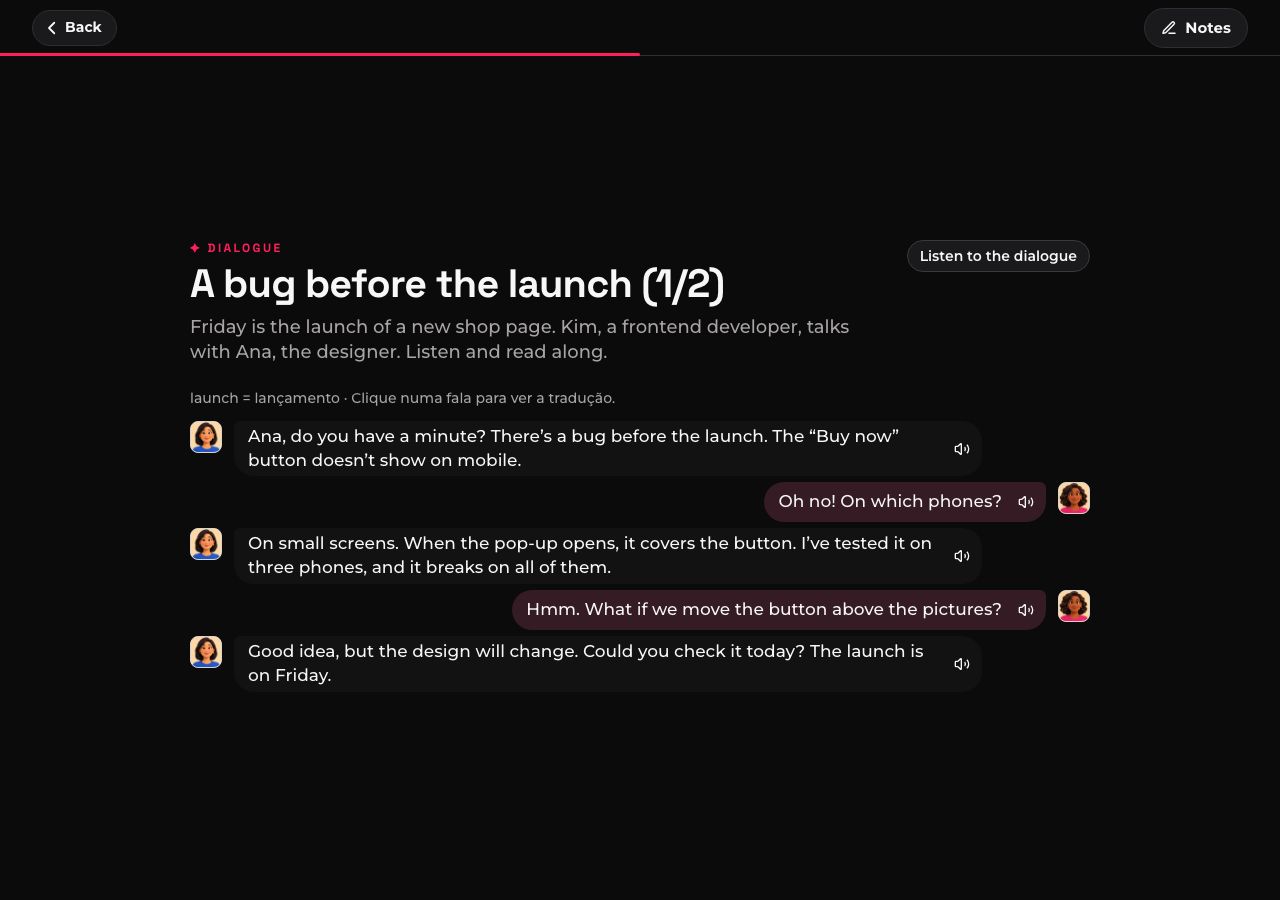 Back
Notes
DIALOGUE
A bug before the launch (1/2)
Listen to the dialogue
Friday is the launch of a new shop page. Kim, a frontend developer, talks
with Ana, the designer. Listen and read along.
launch = lançamento · Clique numa fala para ver a tradução.
Ana, do you have a minute? There’s a bug before the launch. The “Buy now”
button doesn’t show on mobile.
Oh no! On which phones?
On small screens. When the pop-up opens, it covers the button. I’ve tested it on
three phones, and it breaks on all of them.
Hmm. What if we move the button above the pictures?
Good idea, but the design will change. Could you check it today? The launch is
on Friday.